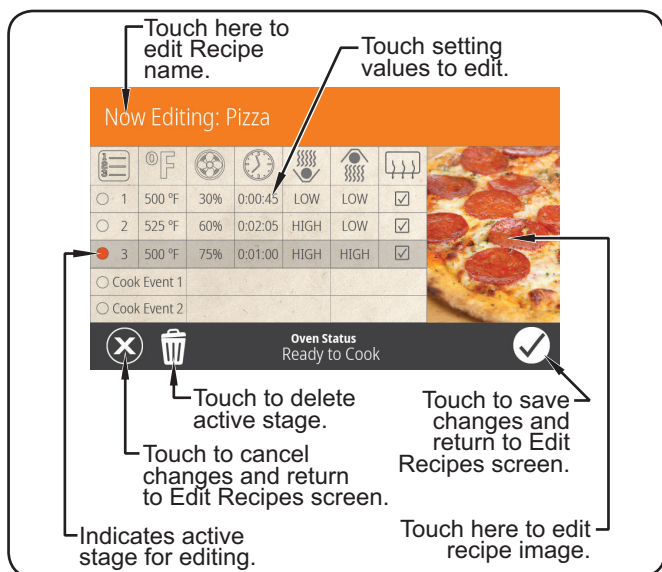 Touch here to
edit Recipe
name.
Touch setting
values to edit.
Now Editing: Pizza
1 2 3
°F
1 500 °F 30% 0:00:45 LOW LOW
2 525 °F 60% 0:02:05 HIGH LOW
3 500 °F 75% 0:01:00 HIGH HIGH
Cook Event 1
Cook Event 2
X
Oven Status
Ready to Cook
Touch to delete
active stage.
Touch to save
changes and
return to Edit
Recipes screen.
Touch to cancel
changes and return
to Edit Recipes screen.
Indicates active
stage for editing.
Touch here to edit
recipe image.